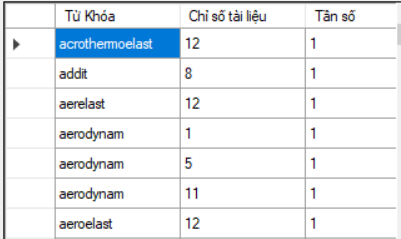 Từ Khóa Chỉ số tài liệu Tần số
acrothermoelast 12 1
addit 8 1
aerelast 12 1
aerodynam 1 1
aerodynam 5 1
aerodynam 11 1
aeroelast 12 1